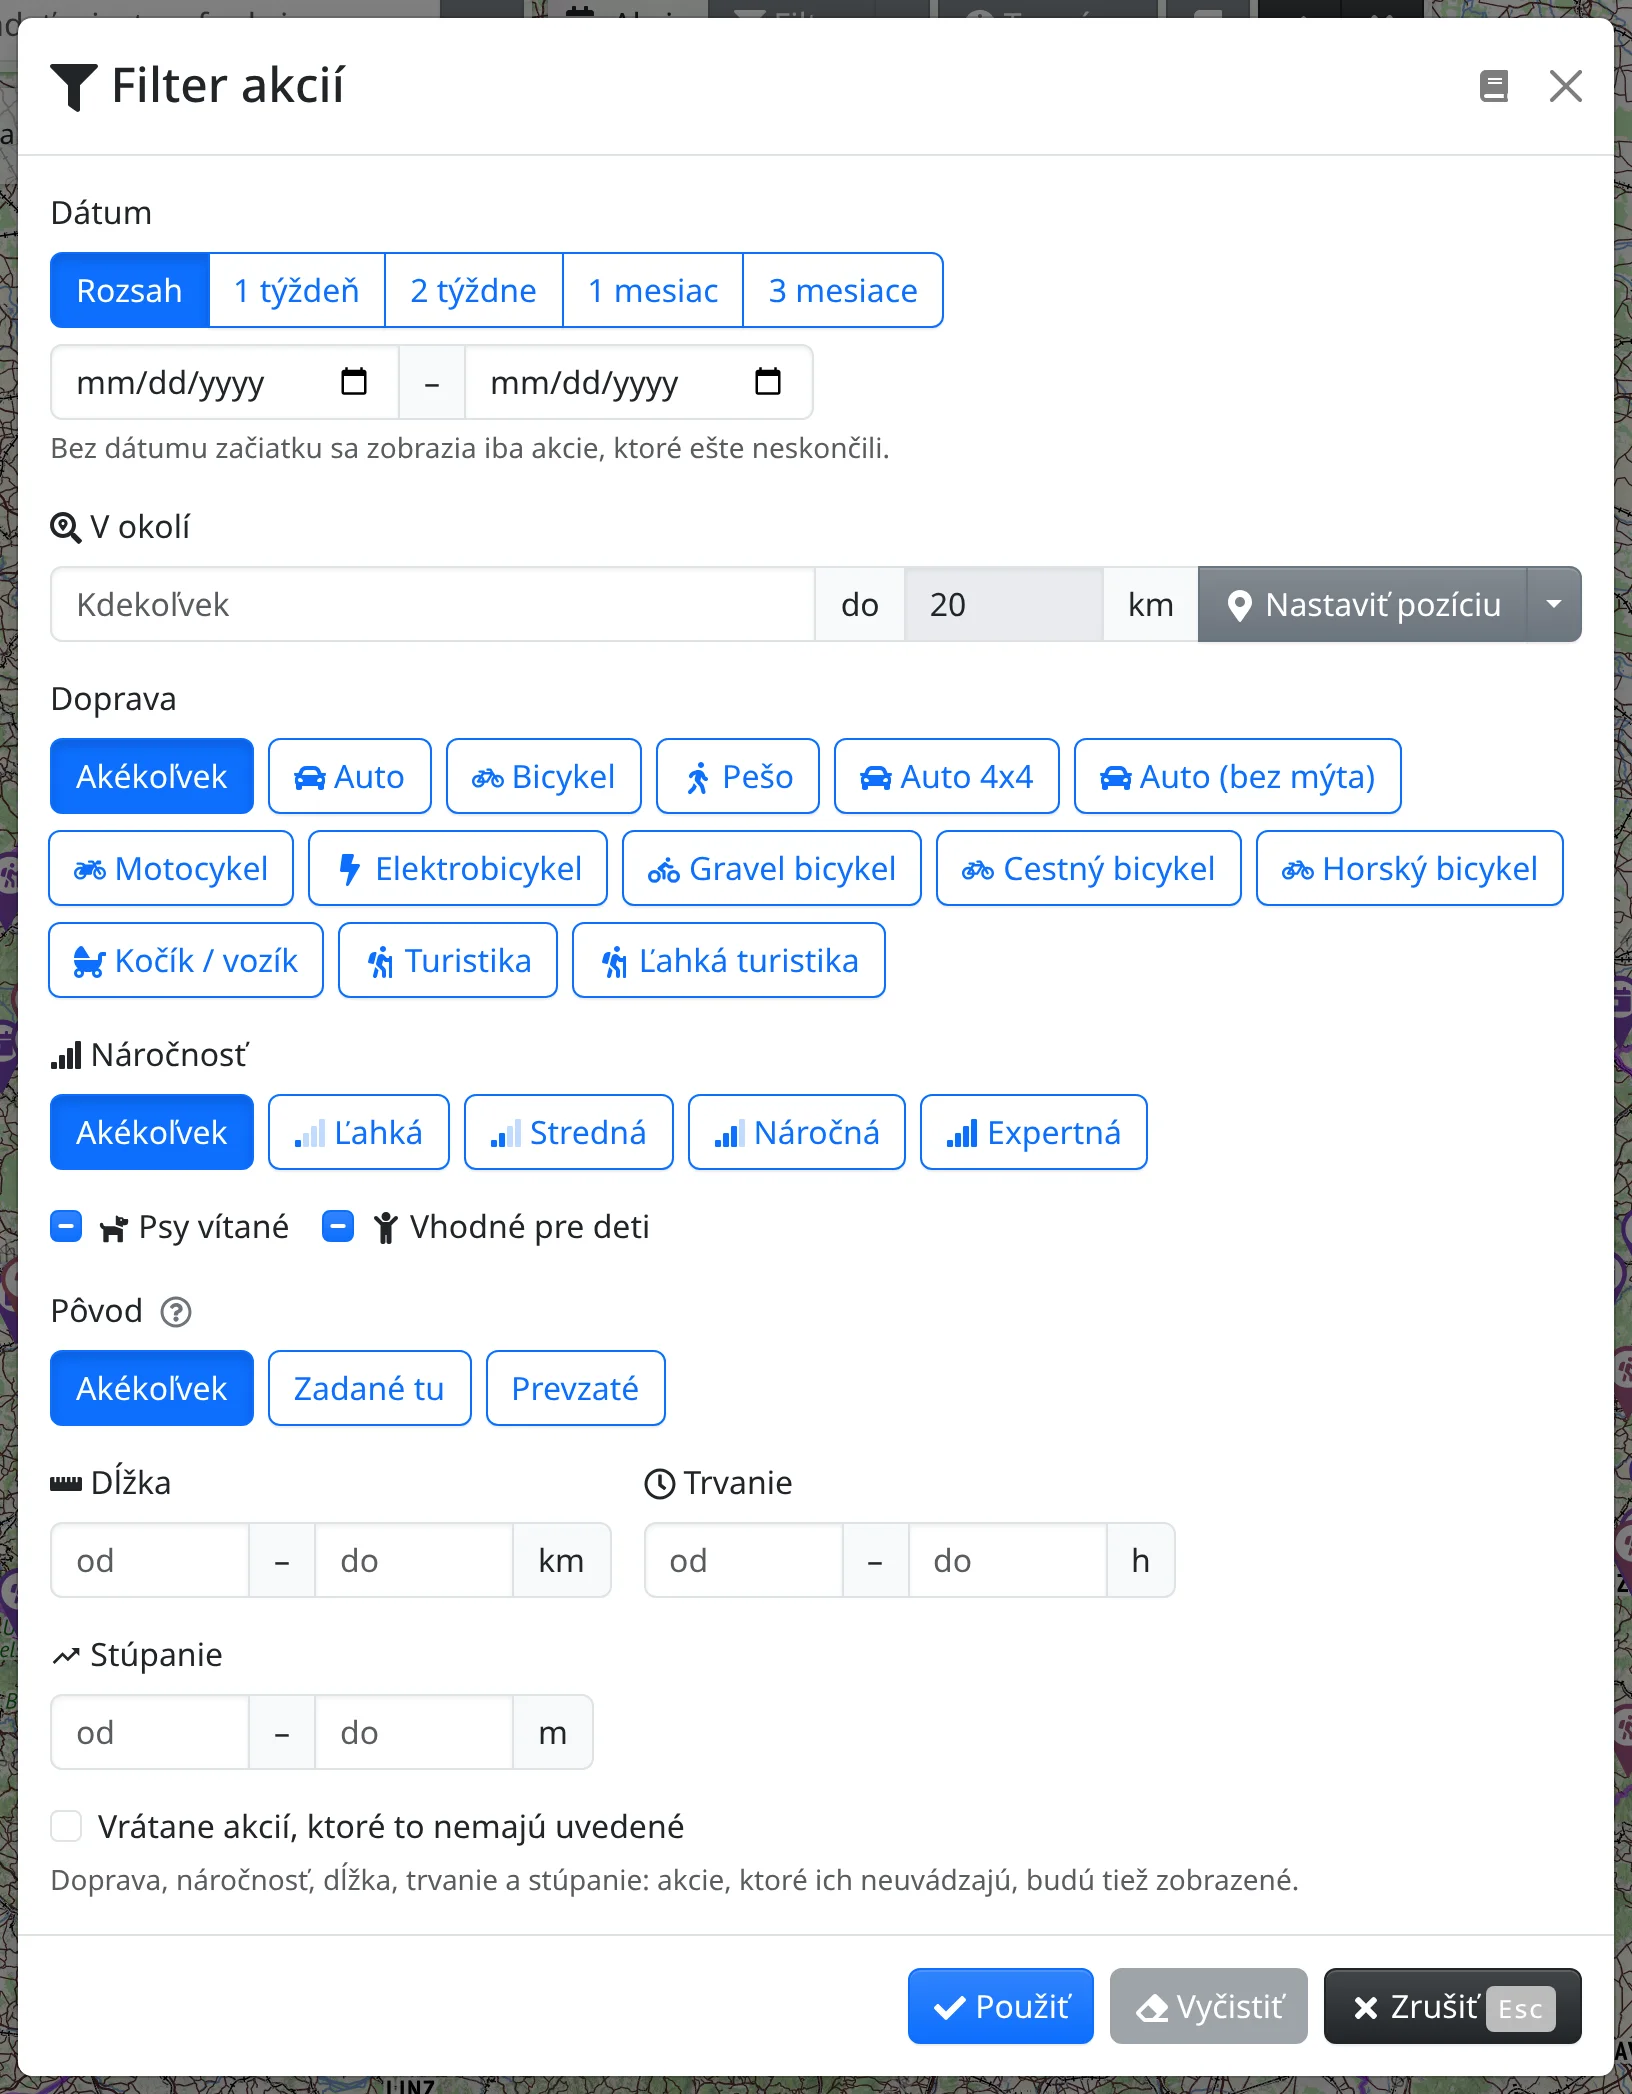 Filter akcií
Dátum
Rozsah 1 týždeň 2 týždne 1 mesiac 3 mesiace
mm/dd/yyyy – mm/dd/yyyy
Bez dátumu začiatku sa zobrazia iba akcie, ktoré ešte neskončili.
V okolí
Kdekoľvek do 20 km Nastaviť pozíciu
Doprava
Akékoľvek Auto Bicykel Pešo Auto 4x4 Auto (bez mýta)
Motocykel Elektrobicykel Gravel bicykel Cestný bicykel Horský bicykel
Kočík / vozík Turistika Ľahká turistika
Náročnosť
Akékoľvek Ľahká Stredná Náročná Expertná
Psy vítané Vhodné pre deti
Pôvod
Akékoľvek Zadané tu Prevzaté
Dĺžka Trvanie
od – do km od – do h
Stúpanie
od – do m
Vrátane akcií, ktoré to nemajú uvedené
Doprava, náročnosť, dĺžka, trvanie a stúpanie: akcie, ktoré ich neuvádzajú, budú tiež zobrazené.
Použiť Vyčistiť Zrušiť Esc
LINZ